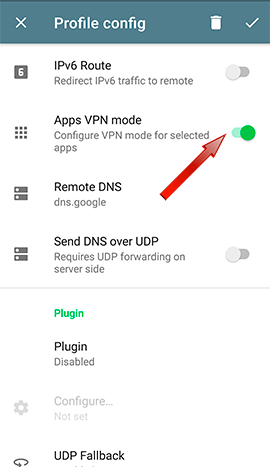 Profile config
6
IPv6 Route
Redirect IPv6 traffic to remote
Apps VPN mode
Configure VPN mode for selected
apps
Remote DNS
dns.google
Send DNS over UDP
Requires UDP forwarding on
server side
Plugin
Plugin
Disabled
Configure...
Not set
UDP Fallback